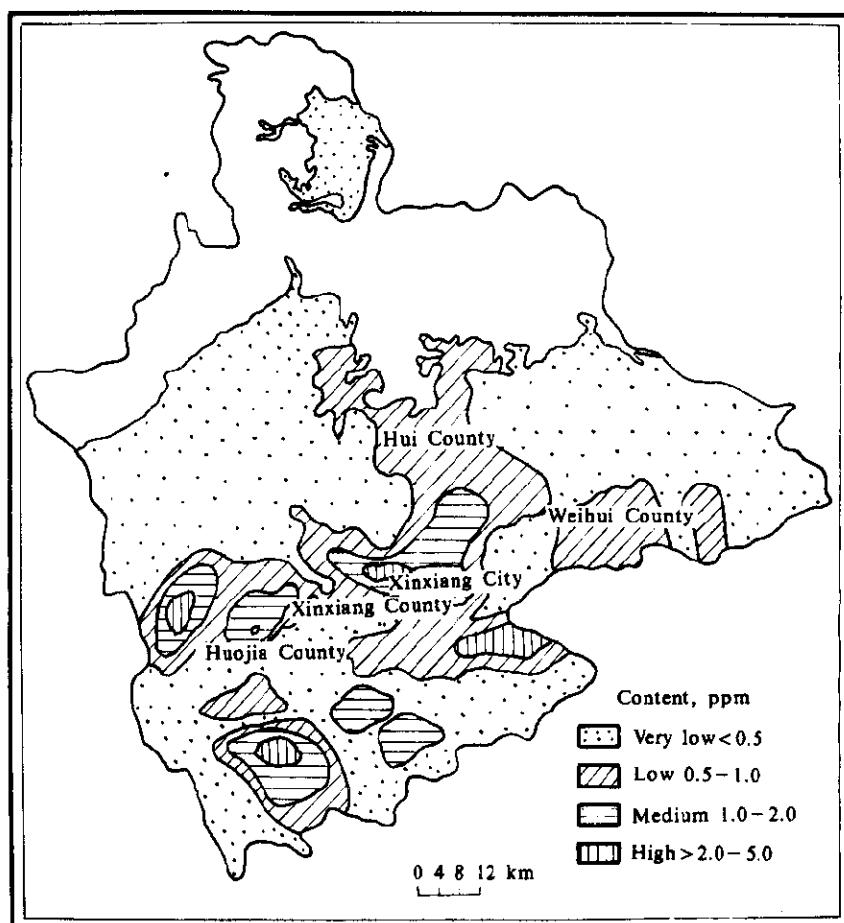 Hui County
Weihui County
Xinxiang City
Xinxiang County
Huojia County
Content, ppm
Very low<0.5
Low 0.5-1.0
Medium 1.0-2.0
High>2.0-5.0
0 4 8 12 km